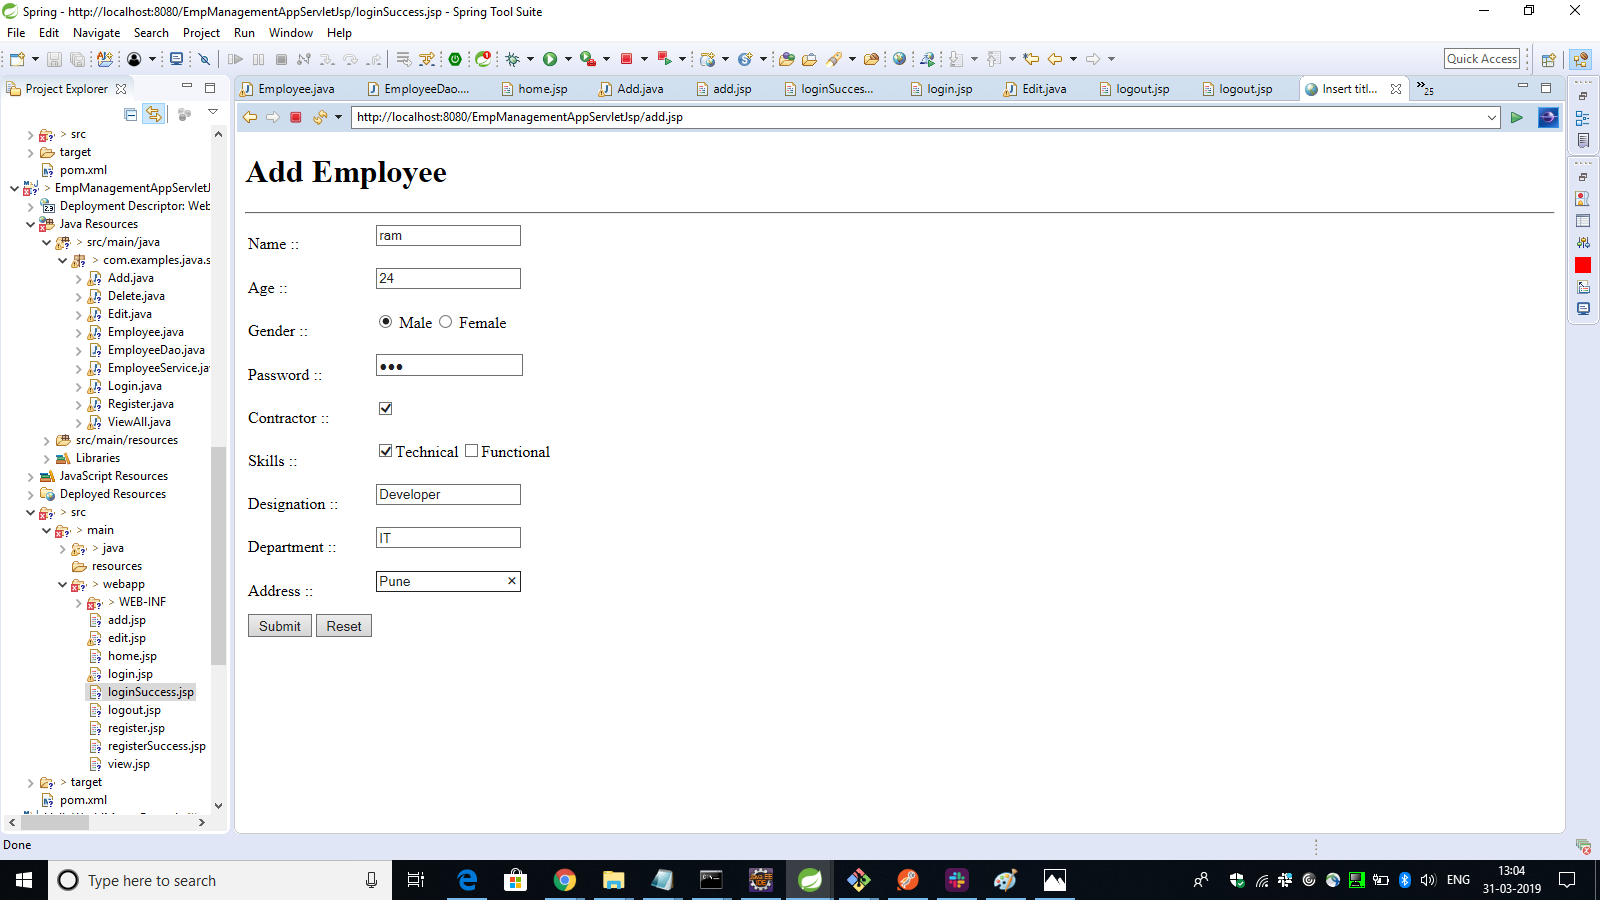 Spring - http://localhost:8080/EmpManagementAppServletJsp/loginSuccess.jsp - Spring Tool Suite
File Edit Navigate Search Project Run Window Help
Quick Access
Project Explorer
Employee.java EmployeeDao.... home.jsp Add.java add.jsp loginSucces... login.jsp Edit.java logout.jsp logout.jsp Insert titl... »25
http://localhost:8080/EmpManagementAppServletJsp/add.jsp
> src
target
pom.xml
> EmpManagementAppServletJ
Deployment Descriptor: Web
Java Resources
> src/main/java
> com.examples.java.s
Add.java
Delete.java
Edit.java
Employee.java
EmployeeDao.java
EmployeeService.jav
Login.java
Register.java
ViewAll.java
src/main/resources
Libraries
JavaScript Resources
Deployed Resources
> src
> main
> java
resources
> webapp
> WEB-INF
add.jsp
edit.jsp
home.jsp
login.jsp
loginSuccess.jsp
logout.jsp
register.jsp
registerSuccess.jsp
view.jsp
> target
pom.xml
Add Employee
Name :: ram
Age :: 24
Gender :: Male Female
Password :: ●●●
Contractor ::
Skills :: Technical Functional
Designation :: Developer
Department :: IT
Address :: Pune
Submit Reset
Done
Type here to search
ENG
13:04
31-03-2019